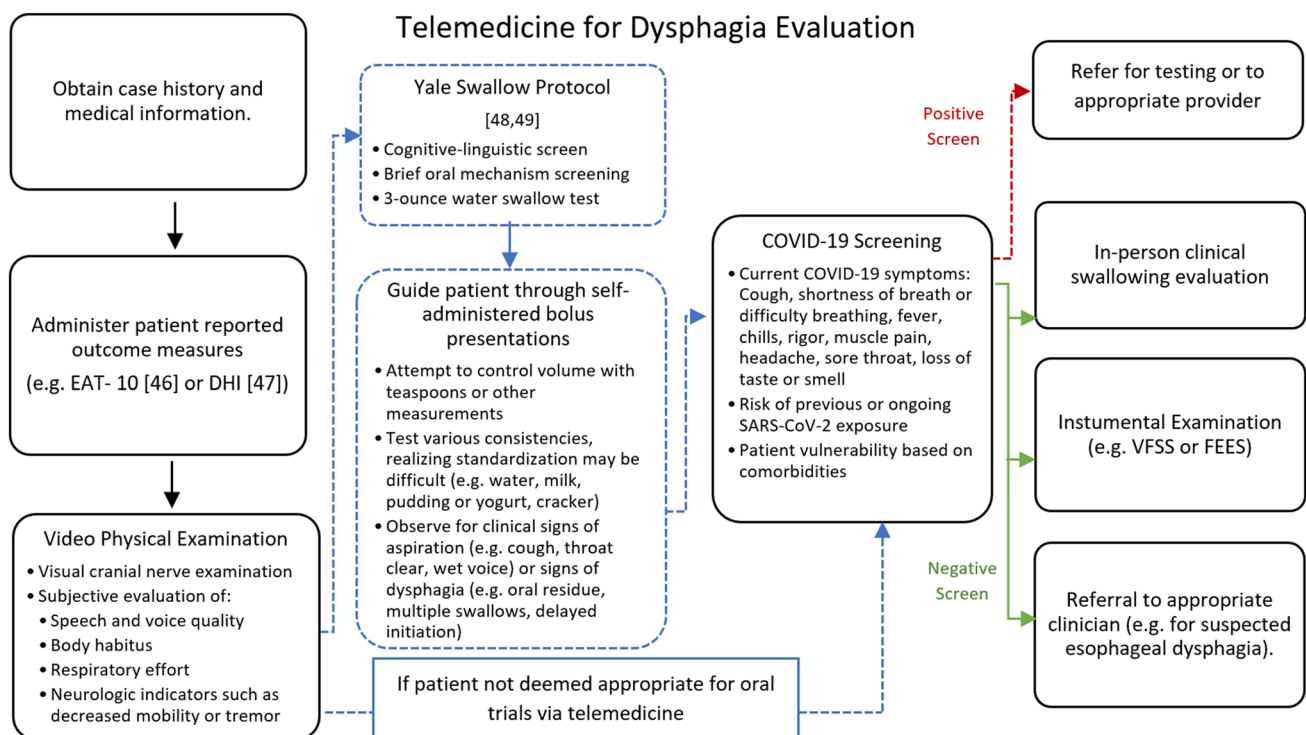 Telemedicine for Dysphagia Evaluation
Obtain case history and
medical information.
Administer patient reported
outcome measures
(e.g. EAT- 10 [46] or DHI [47])
Video Physical Examination
• Visual cranial nerve examination
• Subjective evaluation of:
• Speech and voice quality
• Body habitus
• Respiratory effort
• Neurologic indicators such as
decreased mobility or tremor
Yale Swallow Protocol
[48,49]
• Cognitive-linguistic screen
• Brief oral mechanism screening
• 3-ounce water swallow test
Guide patient through self-
administered bolus
presentations
• Attempt to control volume with
teaspoons or other
measurements
• Test various consistencies,
realizing standardization may be
difficult (e.g. water, milk,
pudding or yogurt, cracker)
• Observe for clinical signs of
aspiration (e.g. cough, throat
clear, wet voice) or signs of
dysphagia (e.g. oral residue,
multiple swallows, delayed
initiation)
If patient not deemed appropriate for oral
trials via telemedicine
COVID-19 Screening
• Current COVID-19 symptoms:
Cough, shortness of breath or
difficulty breathing, fever,
chills, rigor, muscle pain,
headache, sore throat, loss of
taste or smell
• Risk of previous or ongoing
SARS-CoV-2 exposure
• Patient vulnerability based on
comorbidities
Positive
Screen
Negative
Screen
Refer for testing or to
appropriate provider
In-person clinical
swallowing evaluation
Instumental Examination
(e.g. VFSS or FEES)
Referral to appropriate
clinician (e.g. for suspected
esophageal dysphagia).